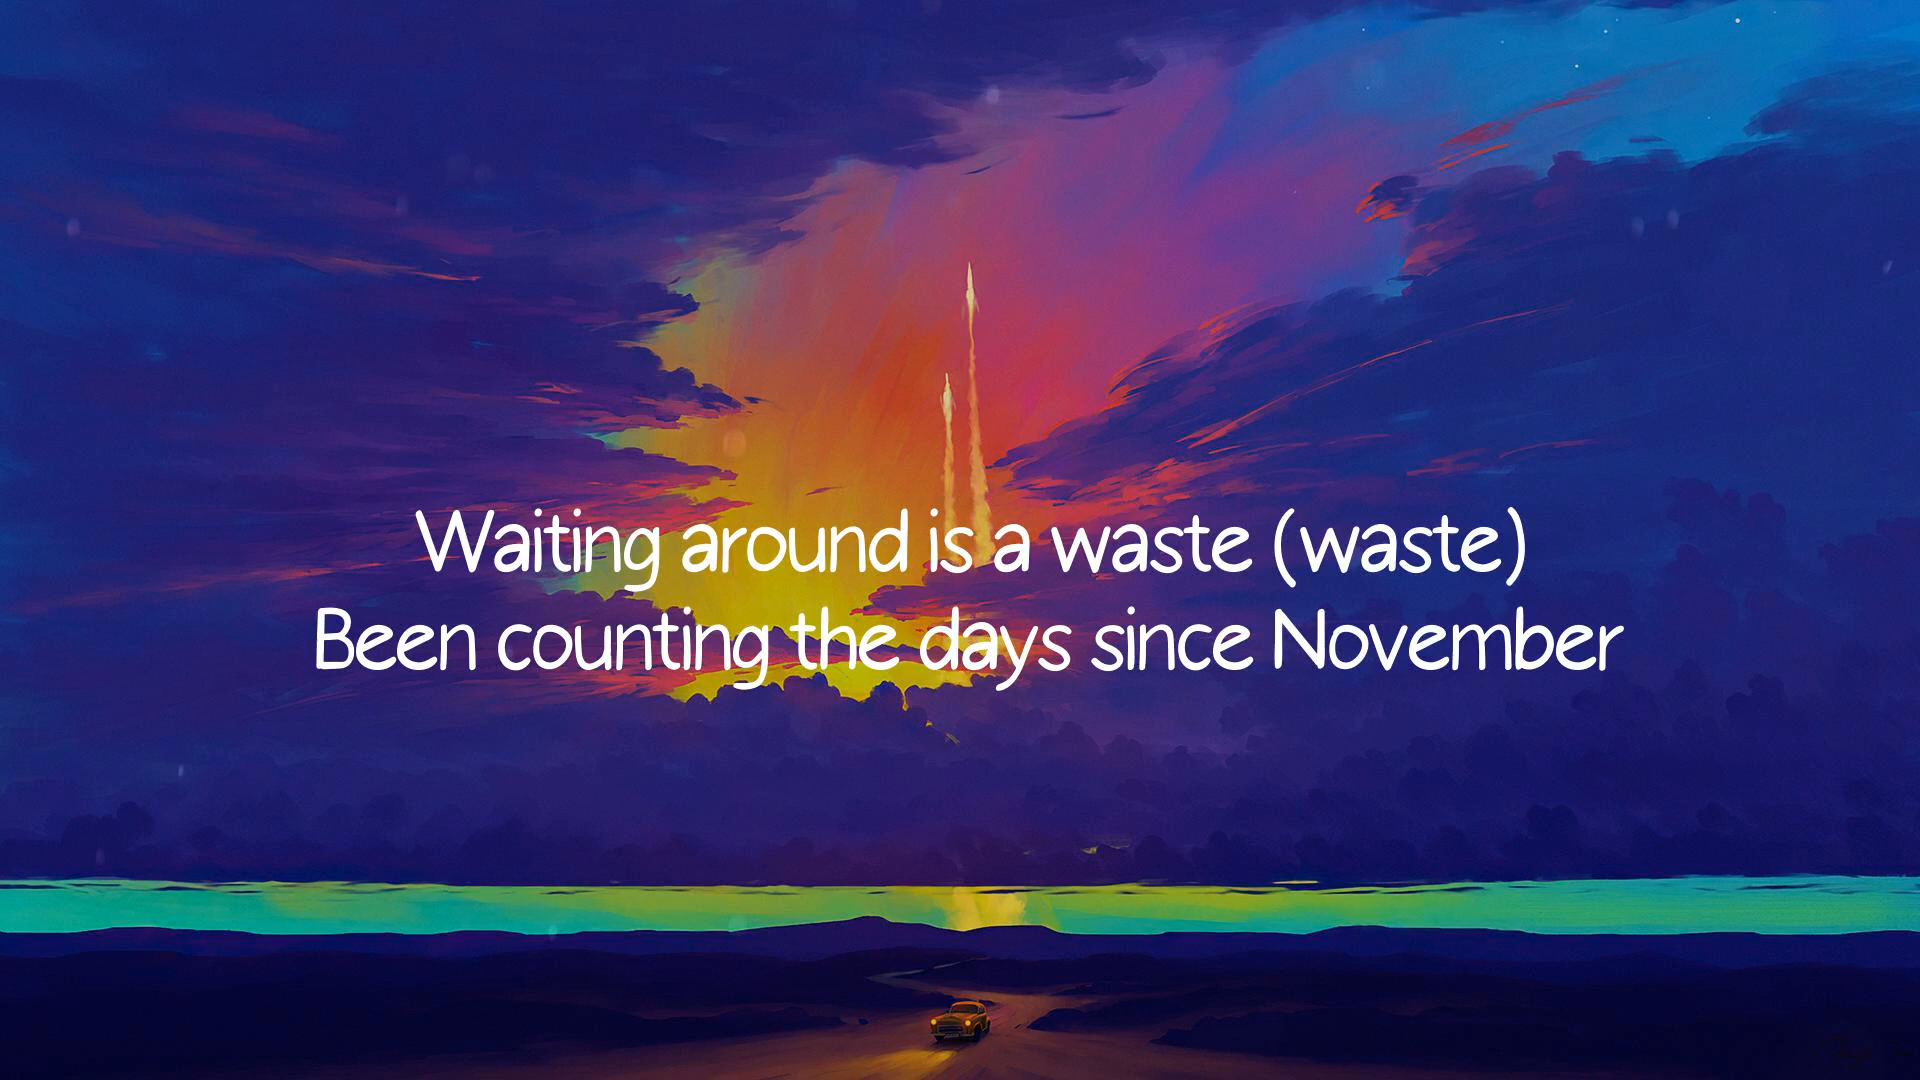 Waiting around is a waste (waste)
Been counting the days since November